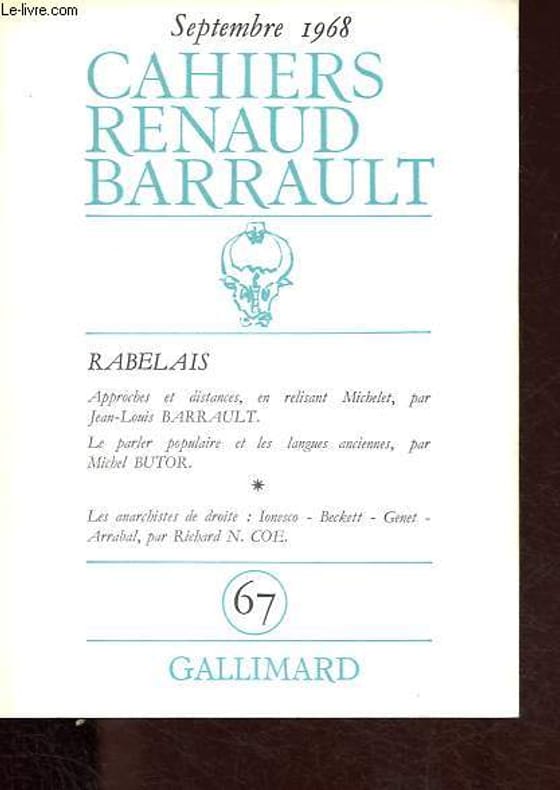 Le-livre.com
Septembre 1968
CAHIERS
RENAUD
BARRAULT
RABELAIS
Approches et distances, en relisant Michelet, par
Jean-Louis BARRAULT.
Le parler populaire et les langues anciennes, par
Michel BUTOR.
*
Les anarchistes de droite : Ionesco - Beckett - Genet -
Arrabal, par Richard N. COE.
67
GALLIMARD